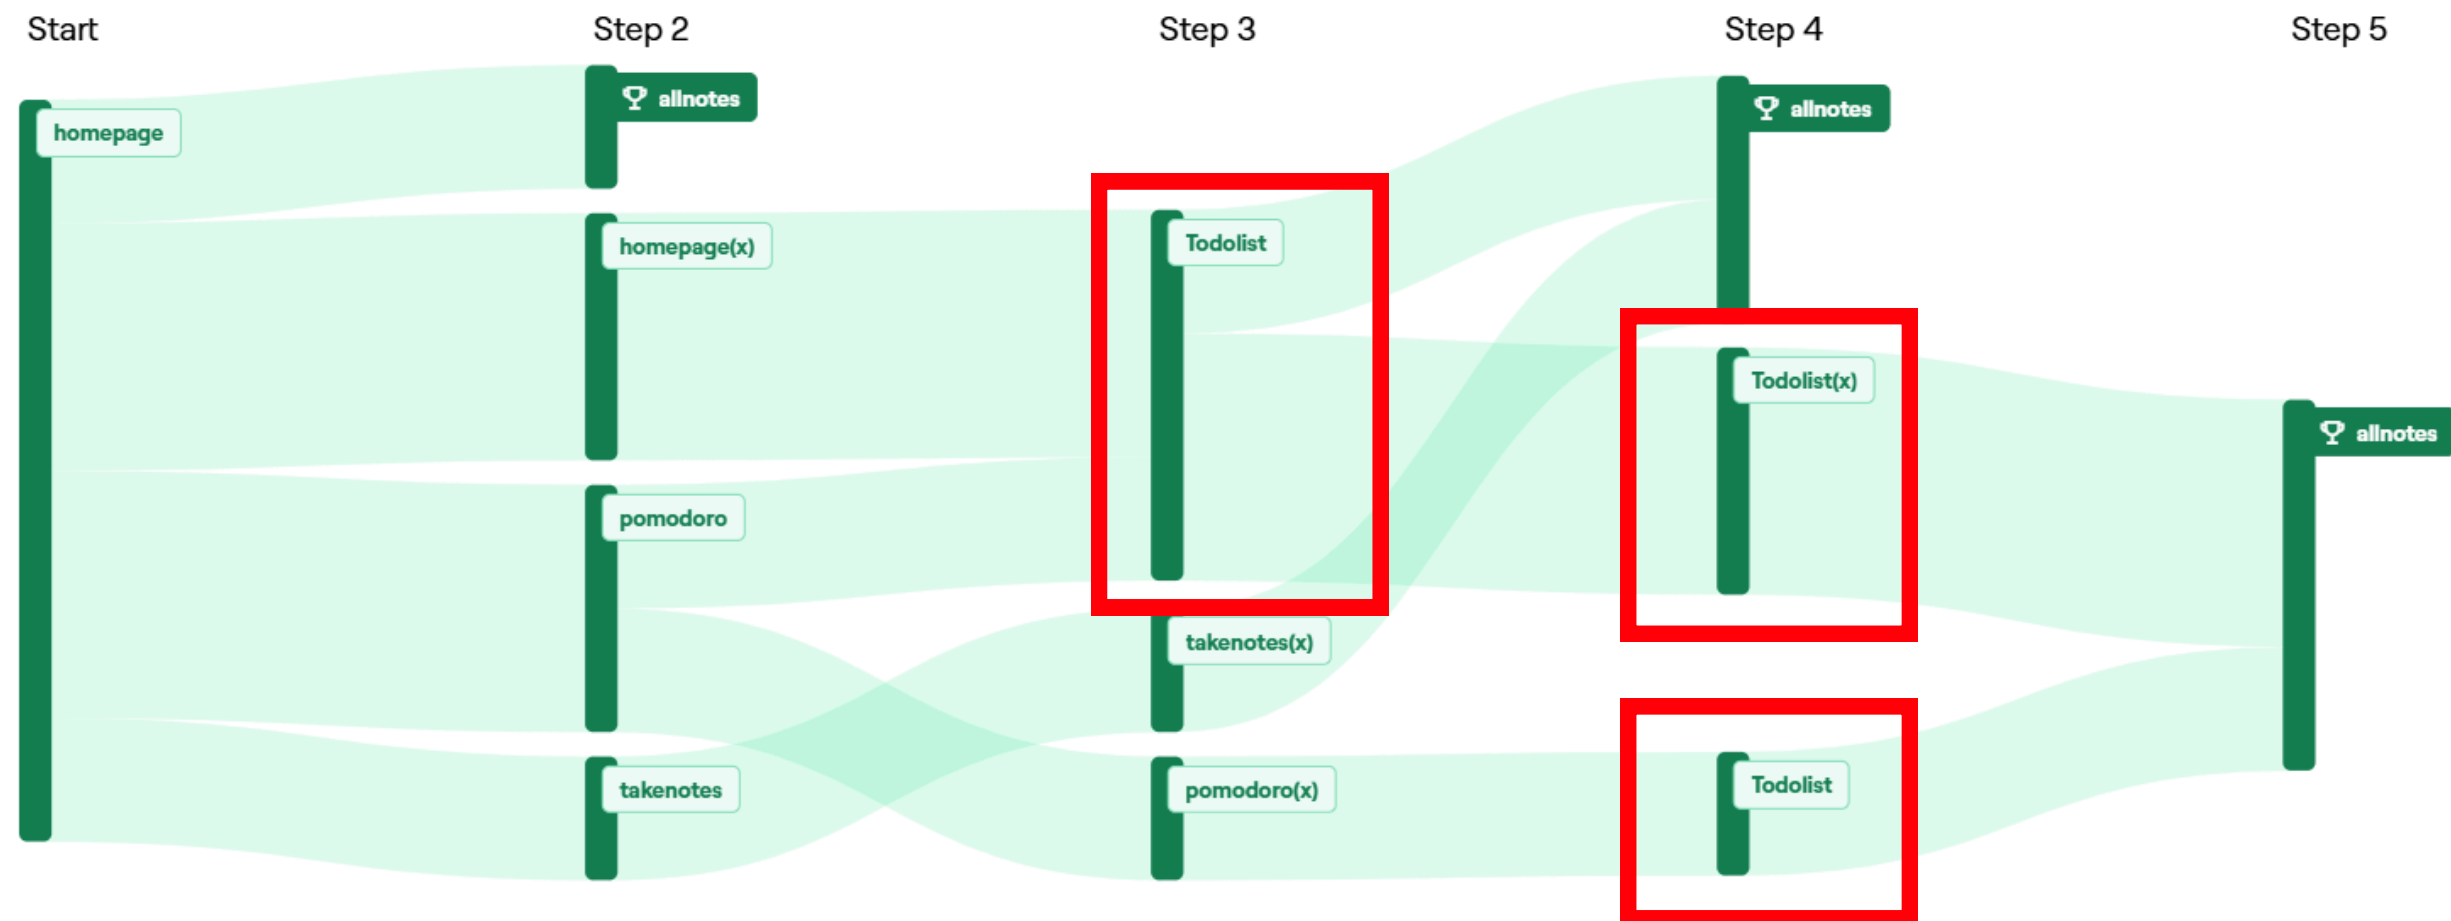 Start
Step 2
Step 3
Step 4
Step 5
homepage
allnotes
homepage(x)
pomodoro
takenotes
Todolist
takenotes(x)
pomodoro(x)
allnotes
Todolist(x)
Todolist
allnotes